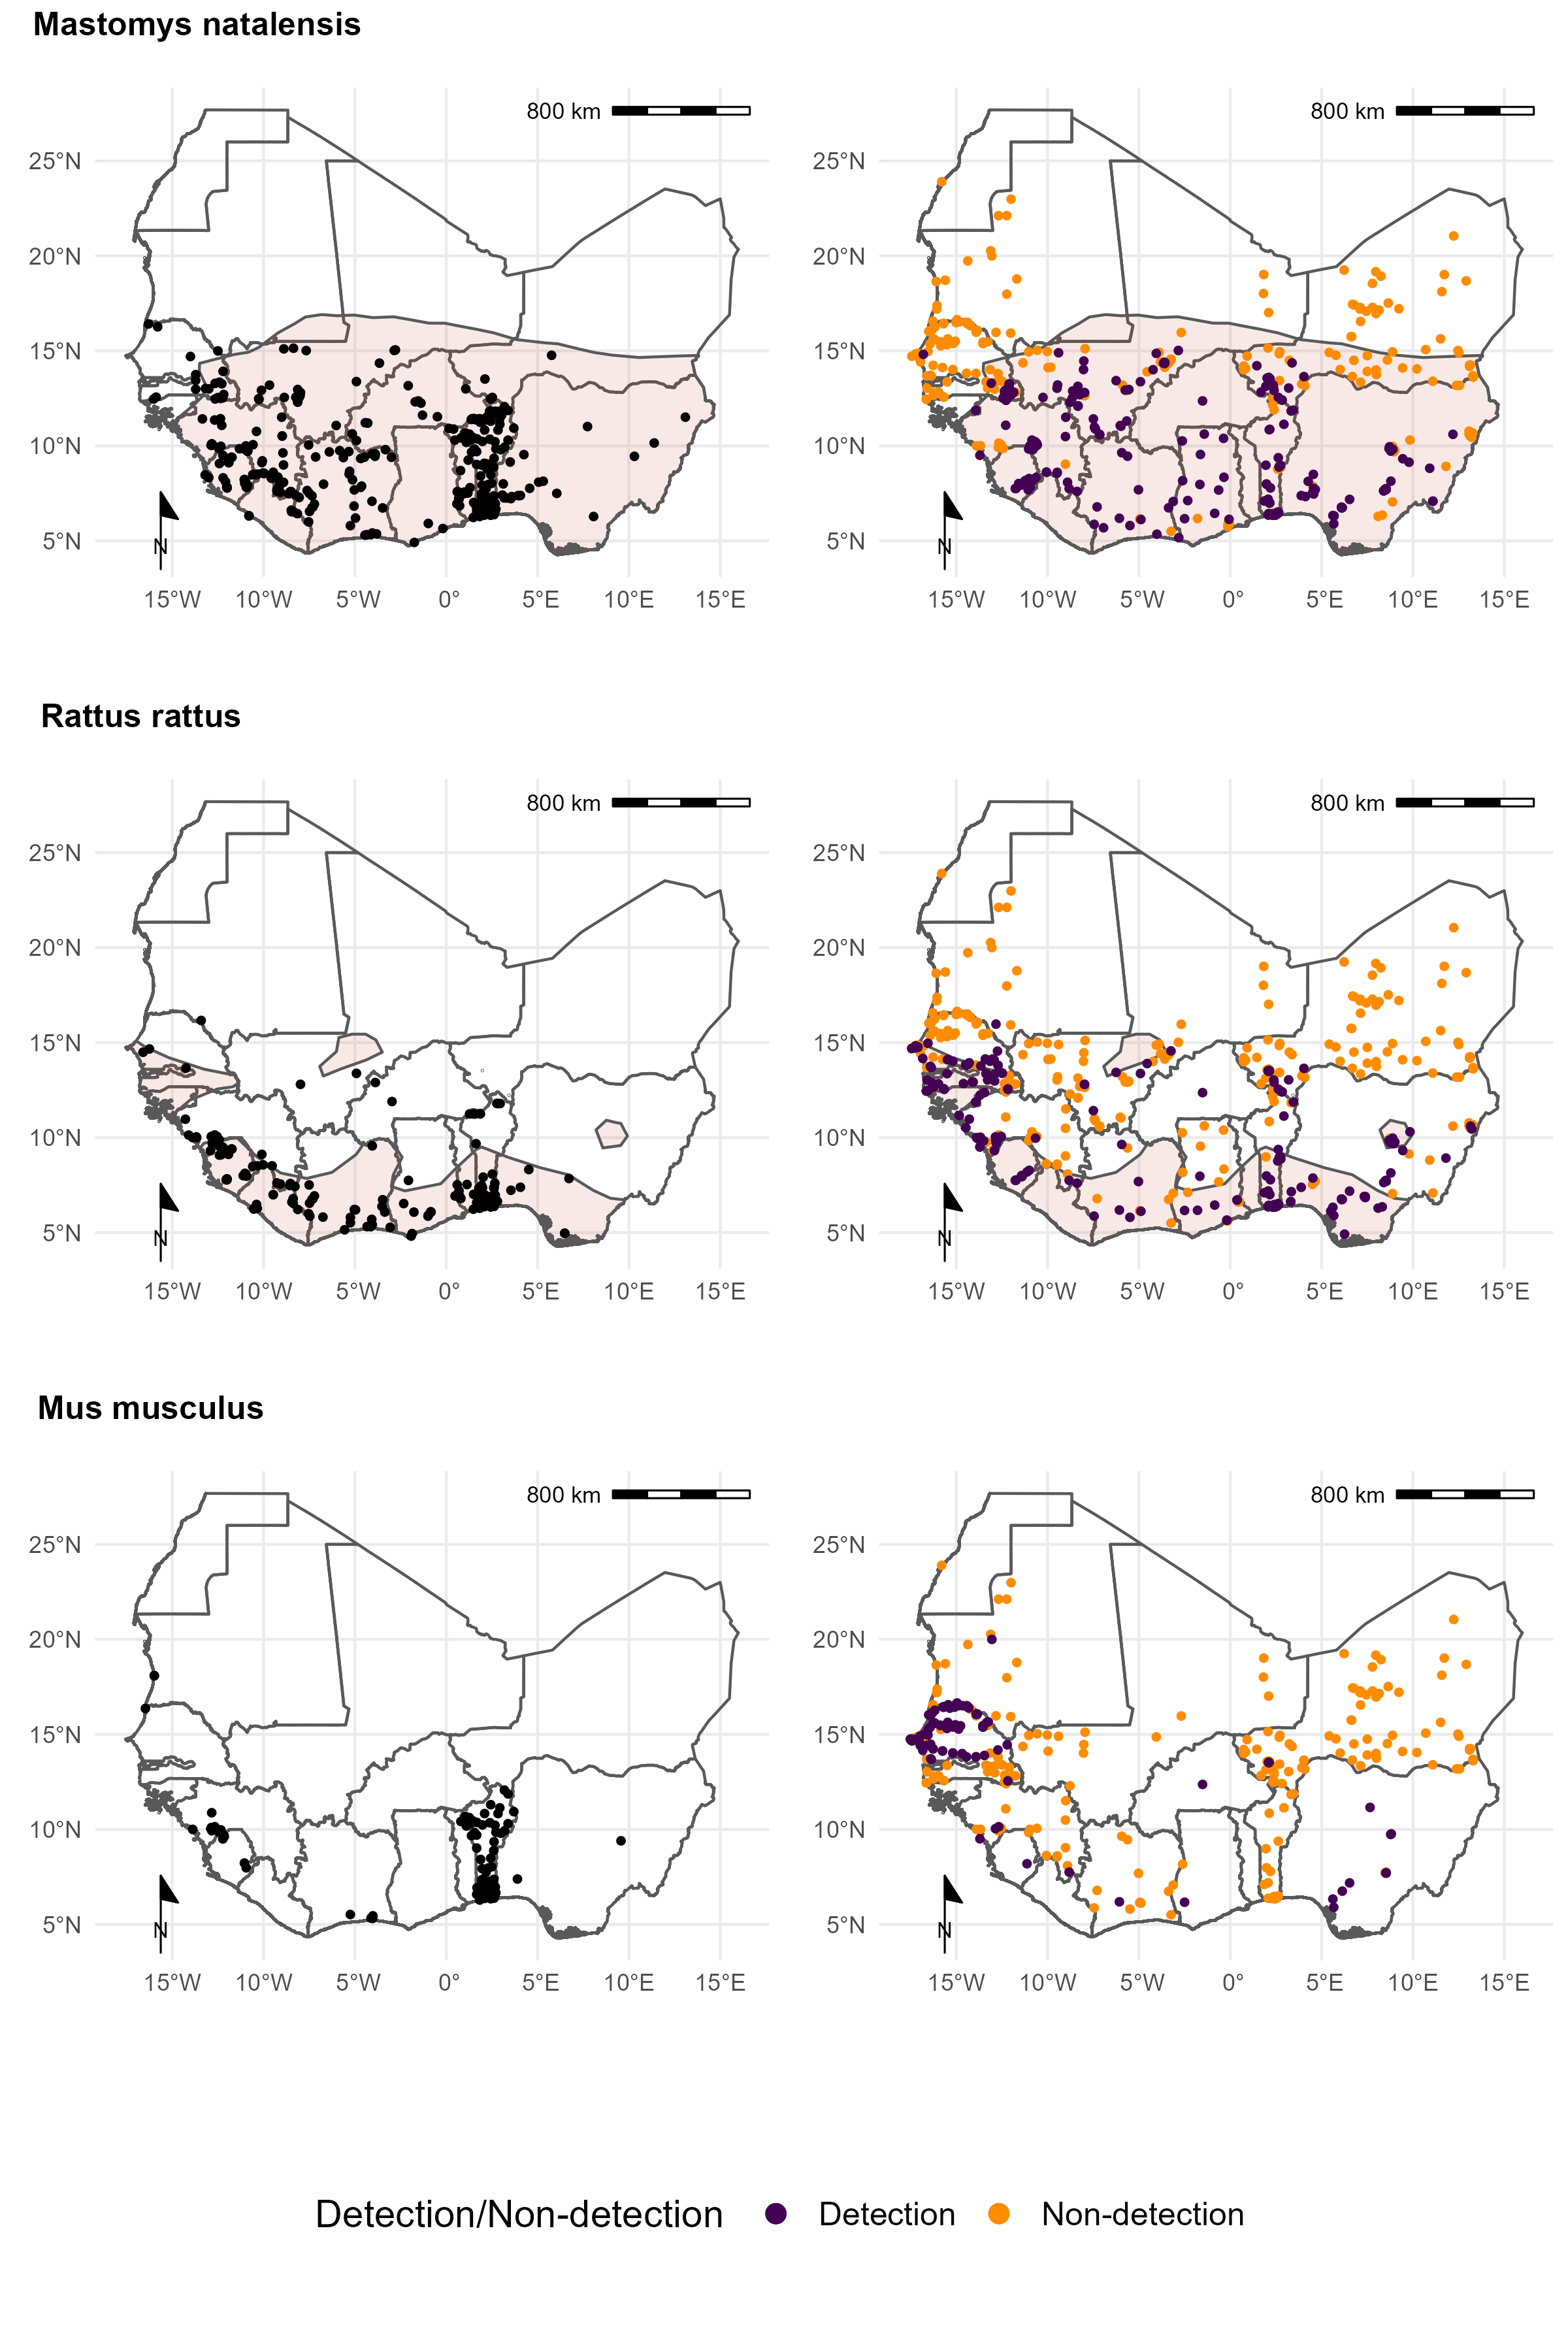 Mastomys natalensis
800 km 800 km
25°N 25°N
20°N 20°N
15°N 15°N
10°N 10°N
5°N 5°N
N N
15°W 10°W 5°W 0° 5°E 10°E 15°E 15°W 10°W 5°W 0° 5°E 10°E 15°E
Rattus rattus
800 km 800 km
25°N 25°N
20°N 20°N
15°N 15°N
10°N 10°N
5°N 5°N
N N
15°W 10°W 5°W 0° 5°E 10°E 15°E 15°W 10°W 5°W 0° 5°E 10°E 15°E
Mus musculus
800 km 800 km
25°N 25°N
20°N 20°N
15°N 15°N
10°N 10°N
5°N 5°N
N N
15°W 10°W 5°W 0° 5°E 10°E 15°E 15°W 10°W 5°W 0° 5°E 10°E 15°E
Detection/Non-detection Detection Non-detection